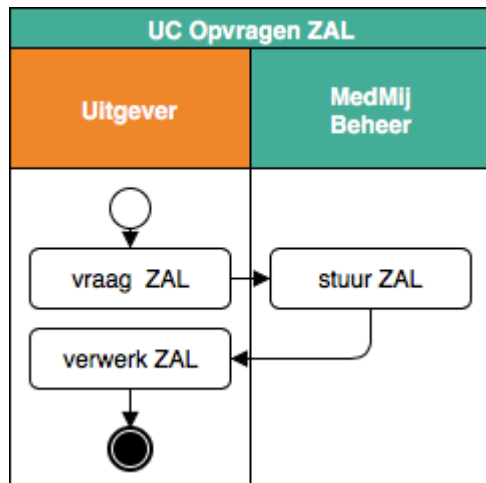 UC Opvragen ZAL
Uitgever
MedMij
Beheer
vraag ZAL
stuur ZAL
verwerk ZAL